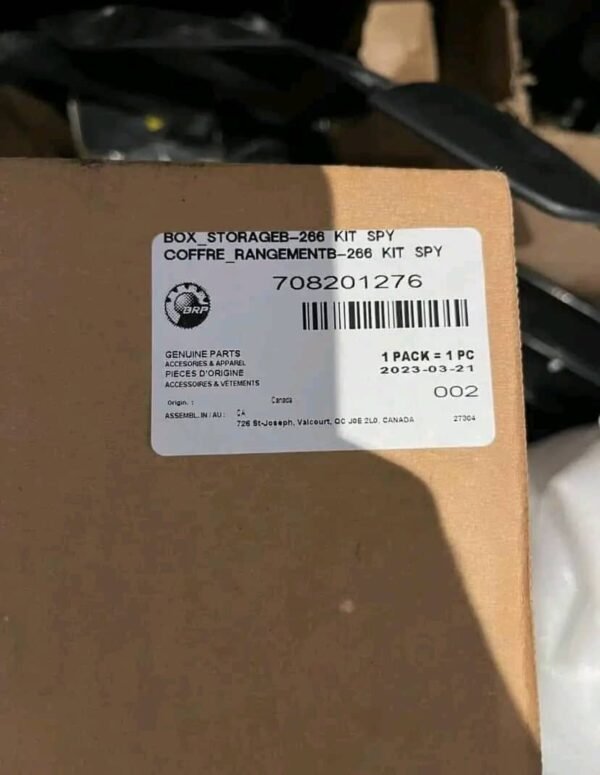 BOX_STORAGEB-266 KIT SPY
COFFRE_RANGEMENTB-266 KIT SPY
708201276
BRP
GENUINE PARTS
ACCESORIES & APPAREL
PIECES D'ORIGINE
ACCESSOIRES & VETEMENTS
1 PACK = 1 PC
2023-03-21
002
Origin. : Canada
ASSEMBL. IN / AU : CA
726 St-Joseph, Valcourt, QC J0E 2L0, CANADA 27304